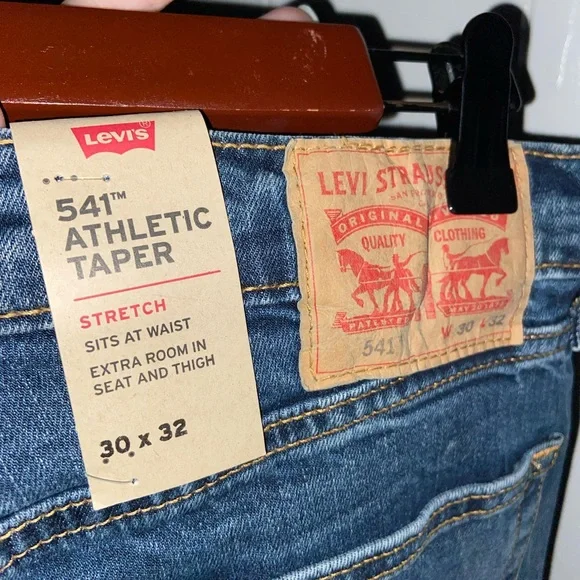 LEVI'S®
541™
ATHLETIC
TAPER
STRETCH
SITS AT WAIST
EXTRA ROOM IN
SEAT AND THIGH
30 x 32
LEVI STRAUSS
ORIGINAL
QUALITY CLOTHING
541
W 30 L 32